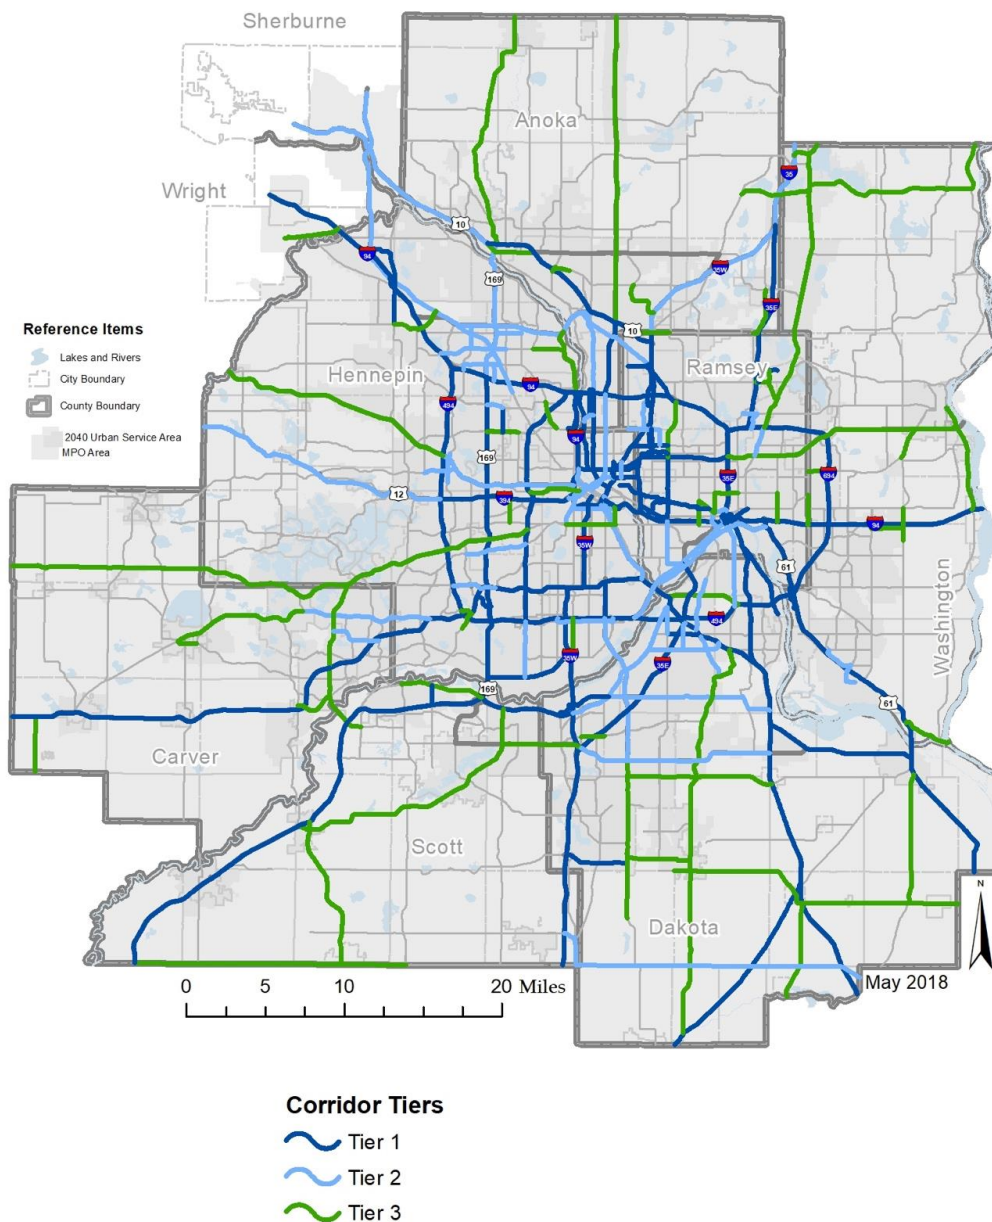 Sherburne
Anoka
Wright
35
10
94
35W
169
35E
10
Reference Items
Lakes and Rivers
City Boundary
County Boundary
2040 Urban Service Area
MPO Area
Hennepin
Ramsey
94
494
94
169
35E
694
12
394
94
35W
61
Washington
494
35W
35E
169
61
Carver
Scott
Dakota
N
May 2018
0 5 10 20 Miles
Corridor Tiers
Tier 1
Tier 2
Tier 3